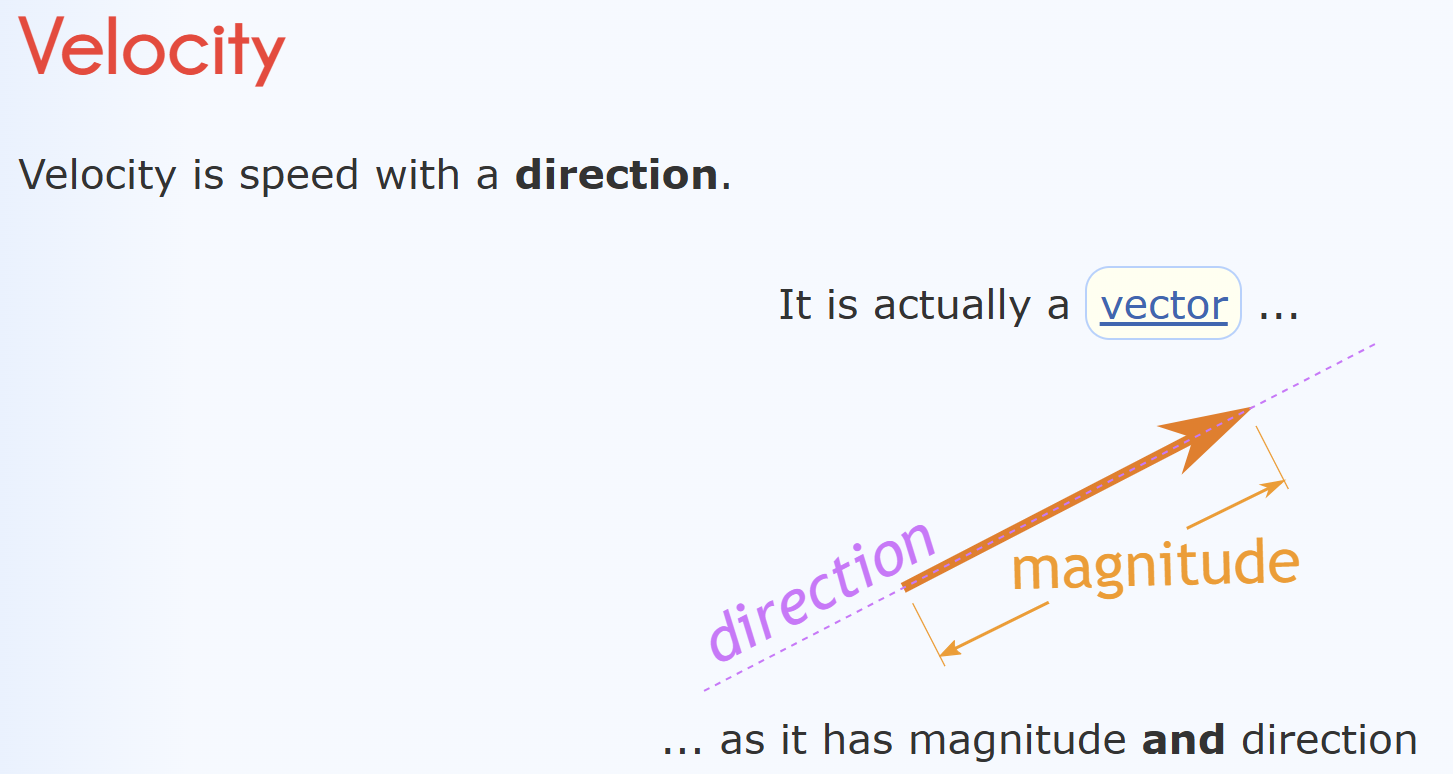 Velocity
Velocity is speed with a direction.
It is actually a vector ...
direction
magnitude
... as it has magnitude and direction